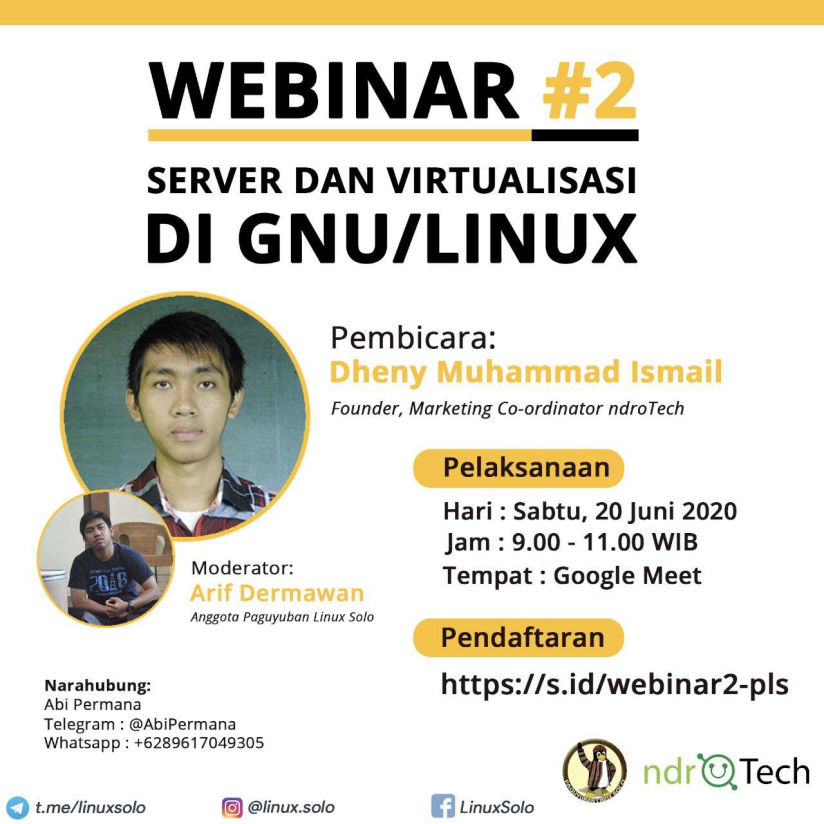 WEBINAR #2
SERVER DAN VIRTUALISASI
DI GNU/LINUX
Pembicara:
Dheny Muhammad Ismail
Founder, Marketing Co-ordinator ndroTech
Pelaksanaan
Hari : Sabtu, 20 Juni 2020
Jam : 9.00 - 11.00 WIB
Tempat : Google Meet
Moderator:
Arif Dermawan
Anggota Paguyuban Linux Solo
Pendaftaran
https://s.id/webinar2-pls
Narahubung:
Abi Permana
Telegram : @AbiPermana
Whatsapp : +6289617049305
PAGUYUBAN LINUX SOLO
ndroTech
t.me/linuxsolo
@linux.solo
LinuxSolo